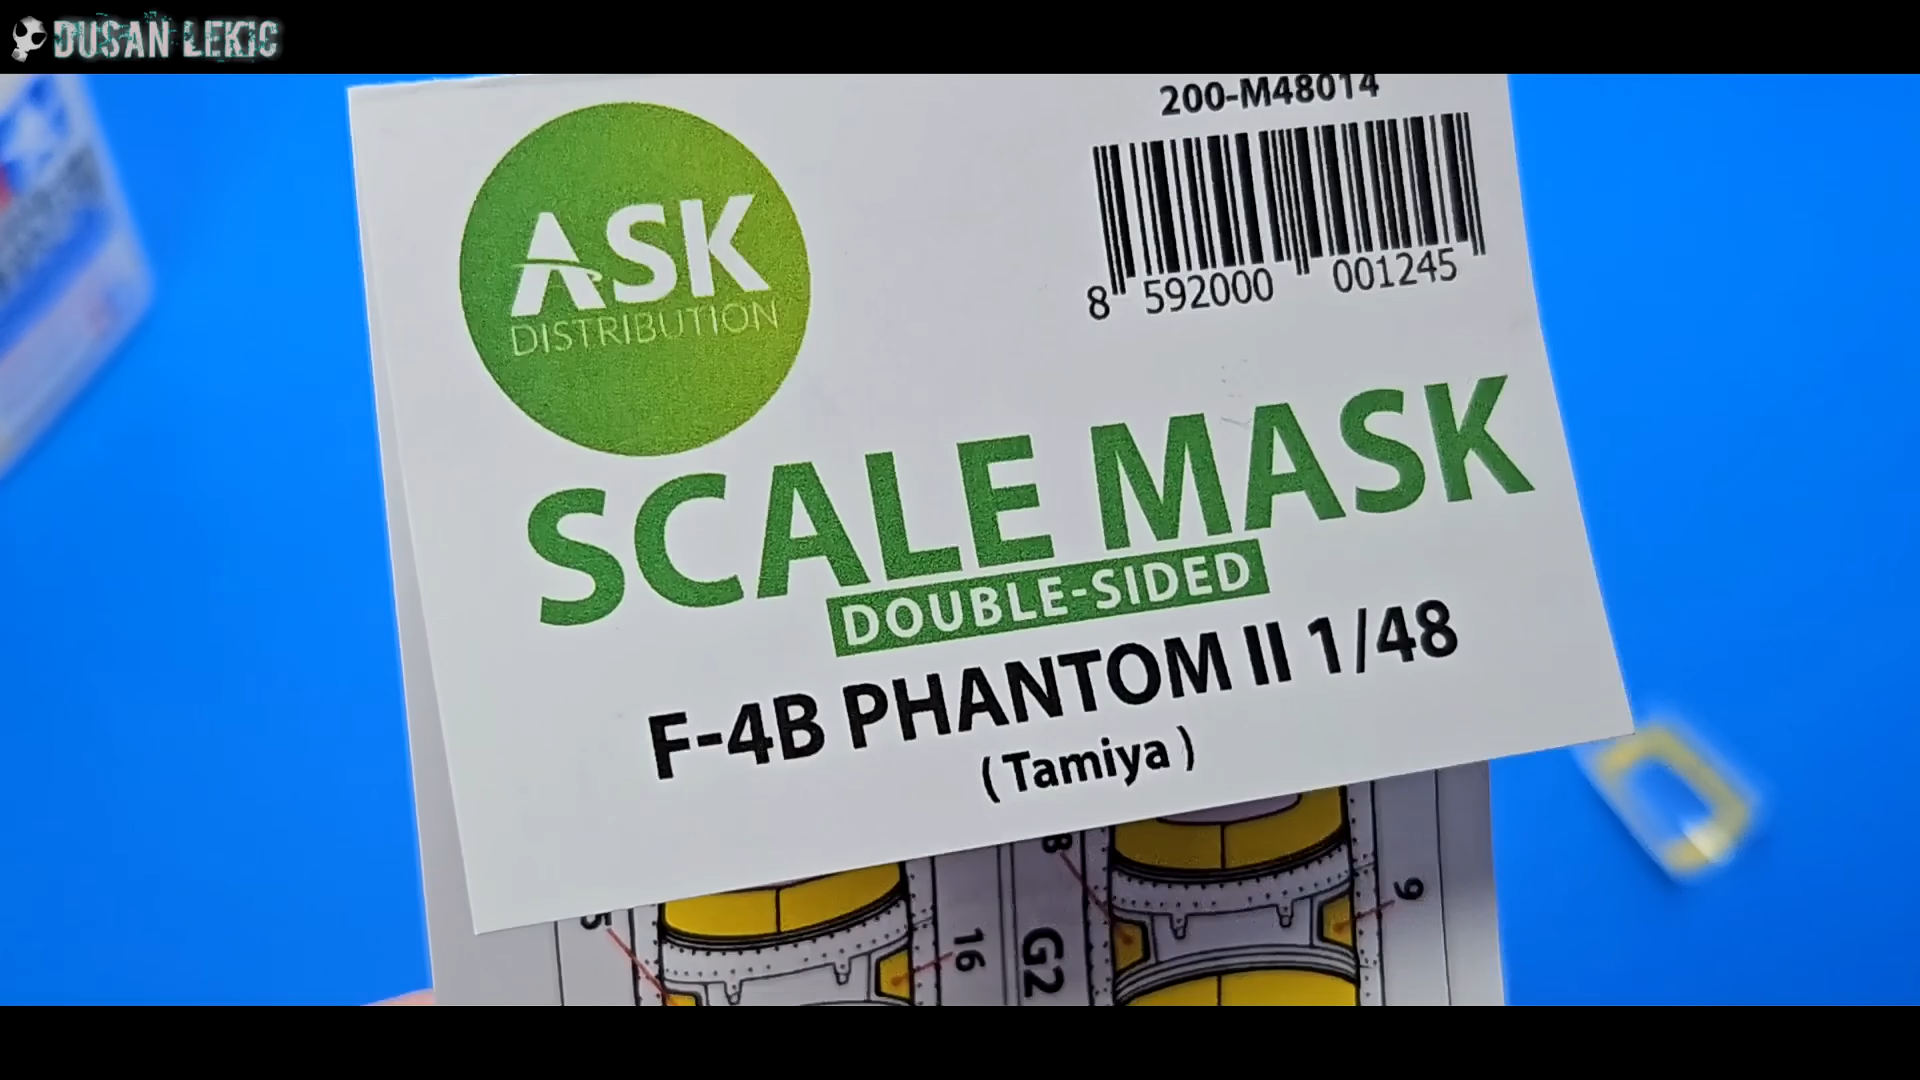 DUSAN LEKIC
200-M48014
ASK
DISTRIBUTION
8 592000 001245
SCALE MASK
DOUBLE-SIDED
F-4B PHANTOM II 1/48
(Tamiya)
5
16
G2
8
9